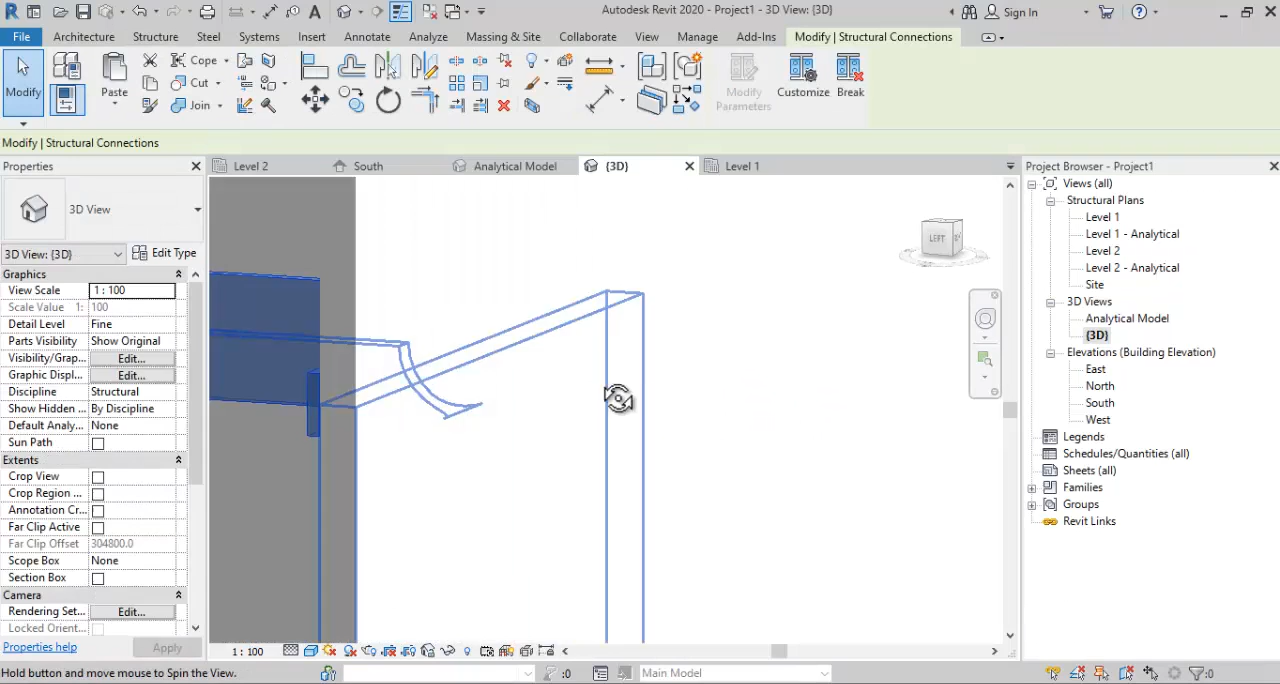 Autodesk Revit 2020 - Project1 - 3D View: {3D}
Sign In
File
Architecture
Structure
Steel
Systems
Insert
Annotate
Analyze
Massing & Site
Collaborate
View
Manage
Add-Ins
Modify | Structural Connections
Modify
Paste
Cope
Cut
Join
Modify Parameters
Customize
Break
Modify | Structural Connections
Properties
Level 2
South
Analytical Model
{3D}
Level 1
Project Browser - Project1
3D View
3D View: {3D}
Edit Type
Graphics
View Scale 1 : 100
Scale Value 1: 100
Detail Level Fine
Parts Visibility Show Original
Visibility/Grap... Edit...
Graphic Displ... Edit...
Discipline Structural
Show Hidden ... By Discipline
Default Analy... None
Sun Path
Extents
Crop View
Crop Region ...
Annotation Cr...
Far Clip Active
Far Clip Offset 304800.0
Scope Box None
Section Box
Camera
Rendering Set... Edit...
Locked Orient...
Properties help
Apply
LEFT
Views (all)
Structural Plans
Level 1
Level 1 - Analytical
Level 2
Level 2 - Analytical
Site
3D Views
Analytical Model
{3D}
Elevations (Building Elevation)
East
North
South
West
Legends
Schedules/Quantities (all)
Sheets (all)
Families
Groups
Revit Links
1 : 100
Hold button and move mouse to Spin the View.
:0
Main Model
:0